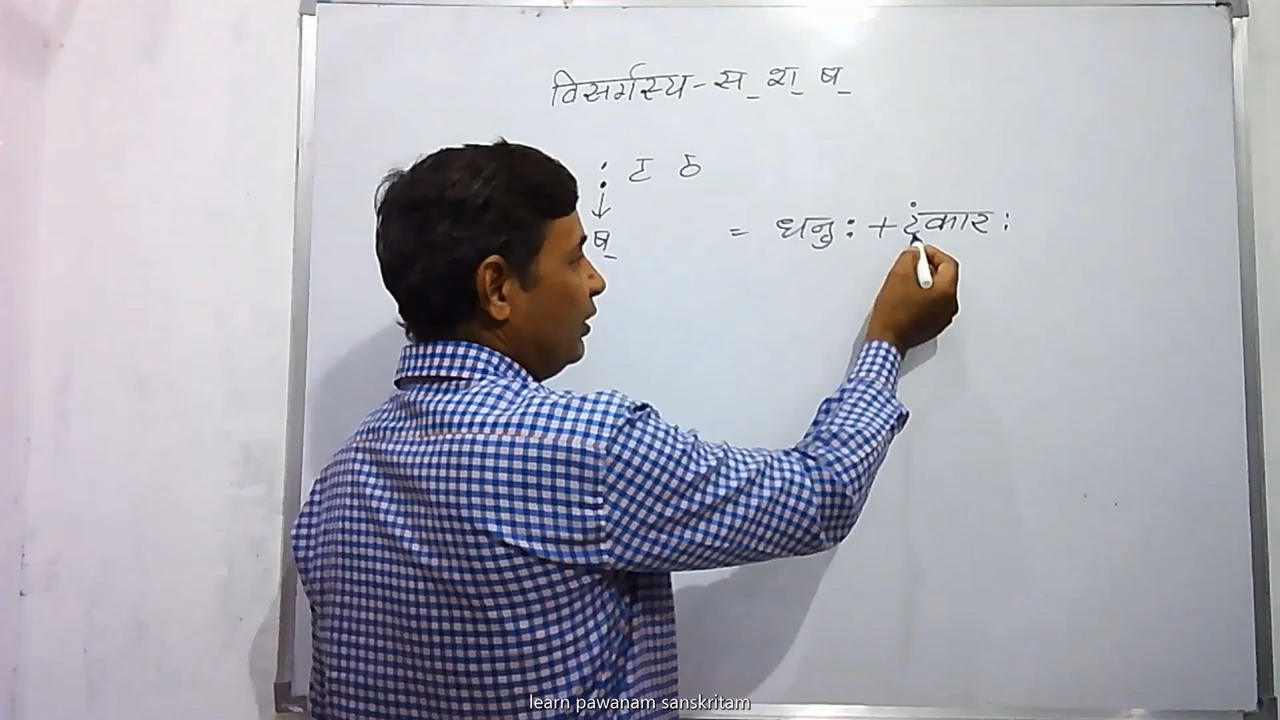 विसर्गस्य - स् श् ष्
: ट ठ
↓
ष्
= धनुः + टंकारः
learn pawanam sanskritam